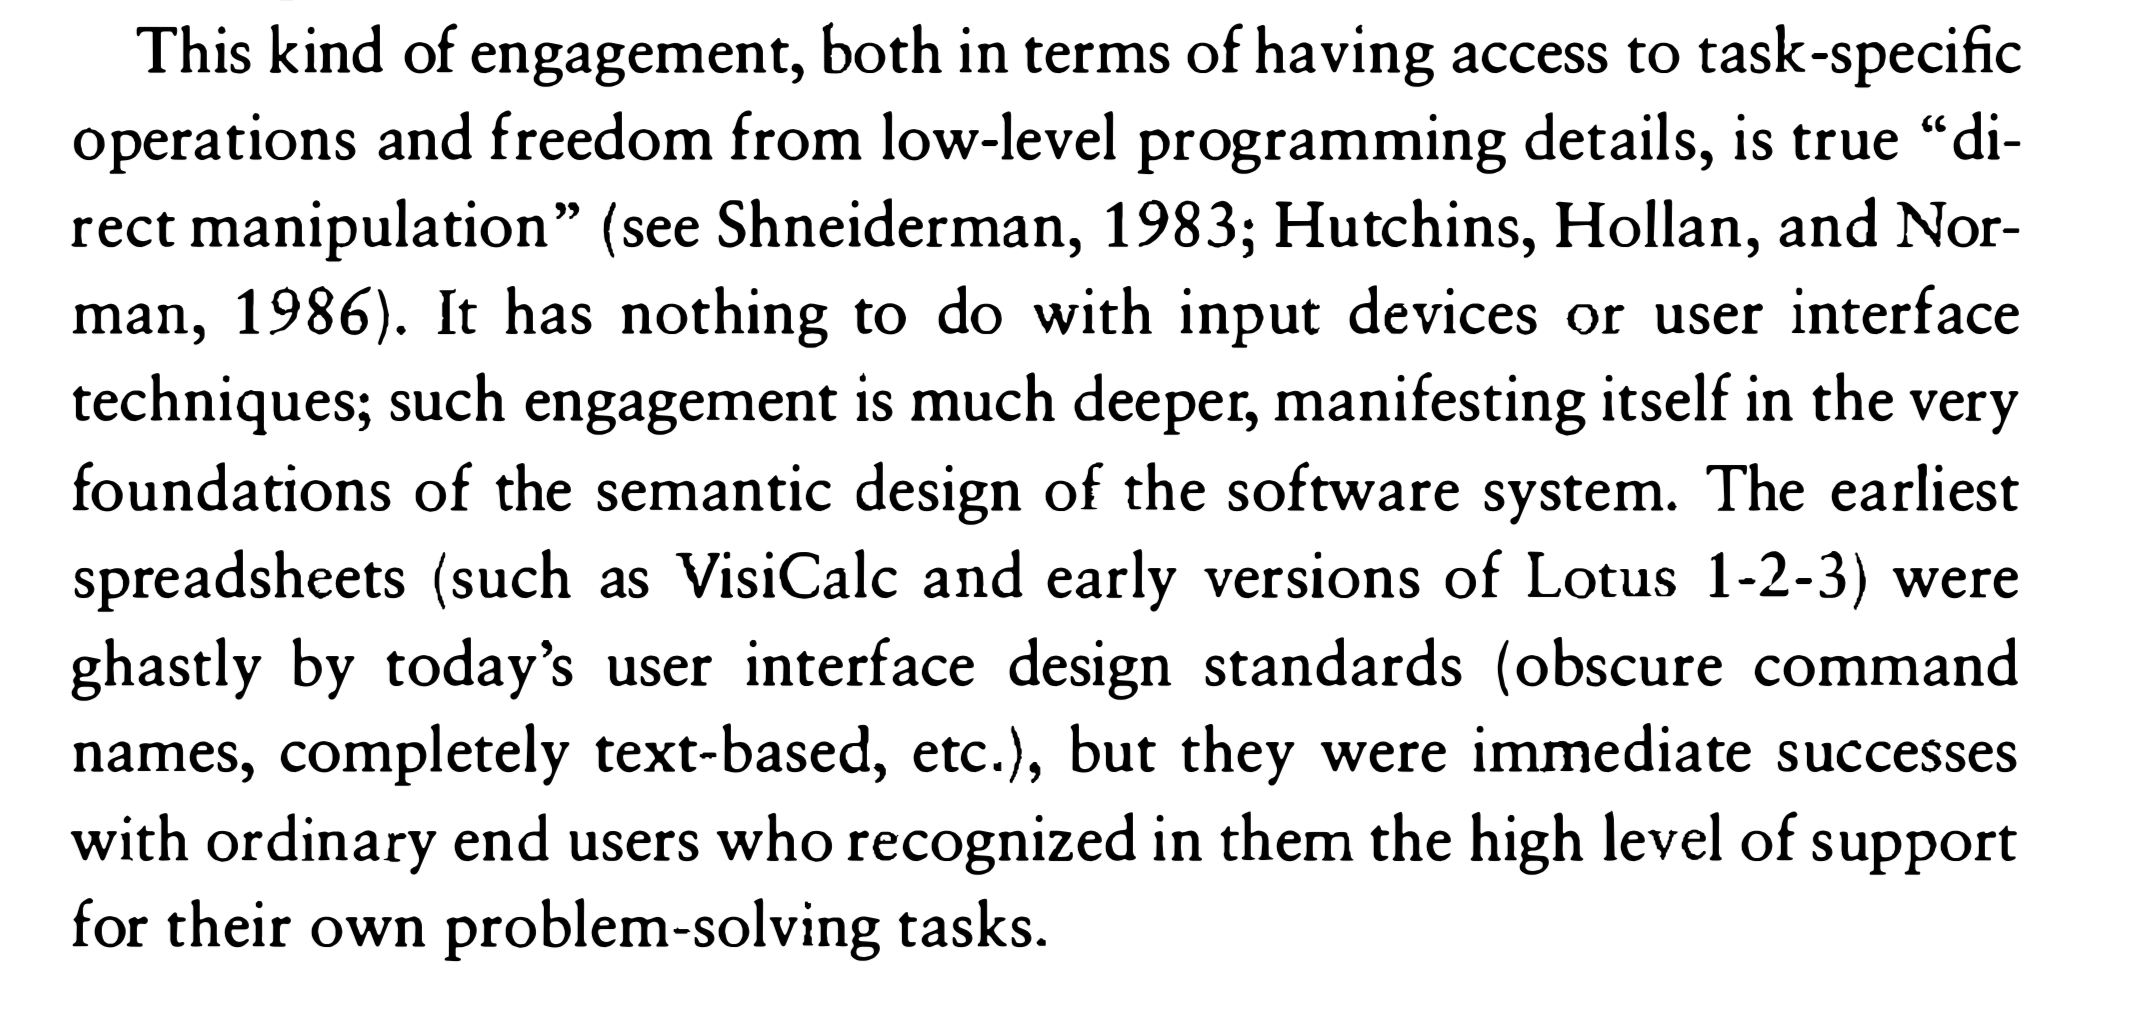 This kind of engagement, both in terms of having access to task-specific
operations and freedom from low-level programming details, is true “di-
rect manipulation” (see Shneiderman, 1983; Hutchins, Hollan, and Nor-
man, 1986). It has nothing to do with input devices or user interface
techniques; such engagement is much deeper, manifesting itself in the very
foundations of the semantic design of the software system. The earliest
spreadsheets (such as VisiCalc and early versions of Lotus 1-2-3) were
ghastly by today’s user interface design standards (obscure command
names, completely text-based, etc.), but they were immediate successes
with ordinary end users who recognized in them the high level of support
for their own problem-solving tasks.